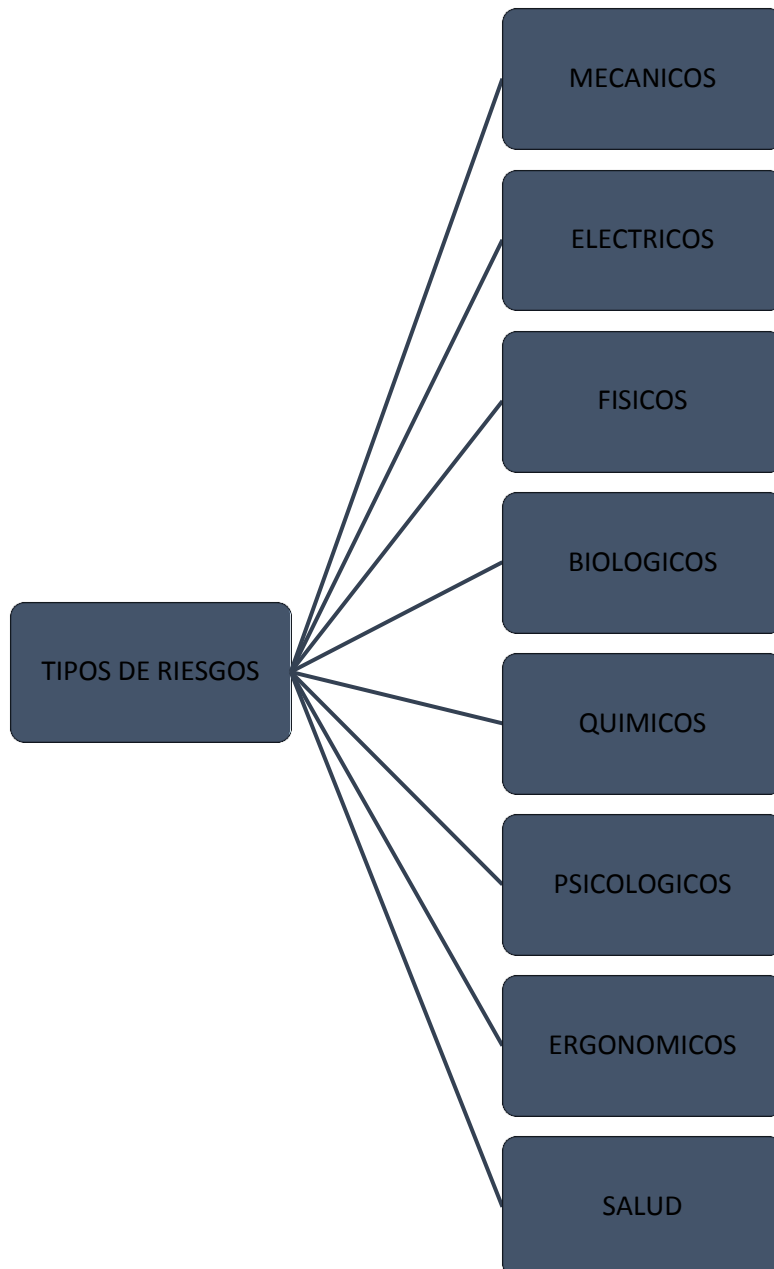 MECANICOS
ELECTRICOS
FISICOS
BIOLOGICOS
TIPOS DE RIESGOS
QUIMICOS
PSICOLOGICOS
ERGONOMICOS
SALUD